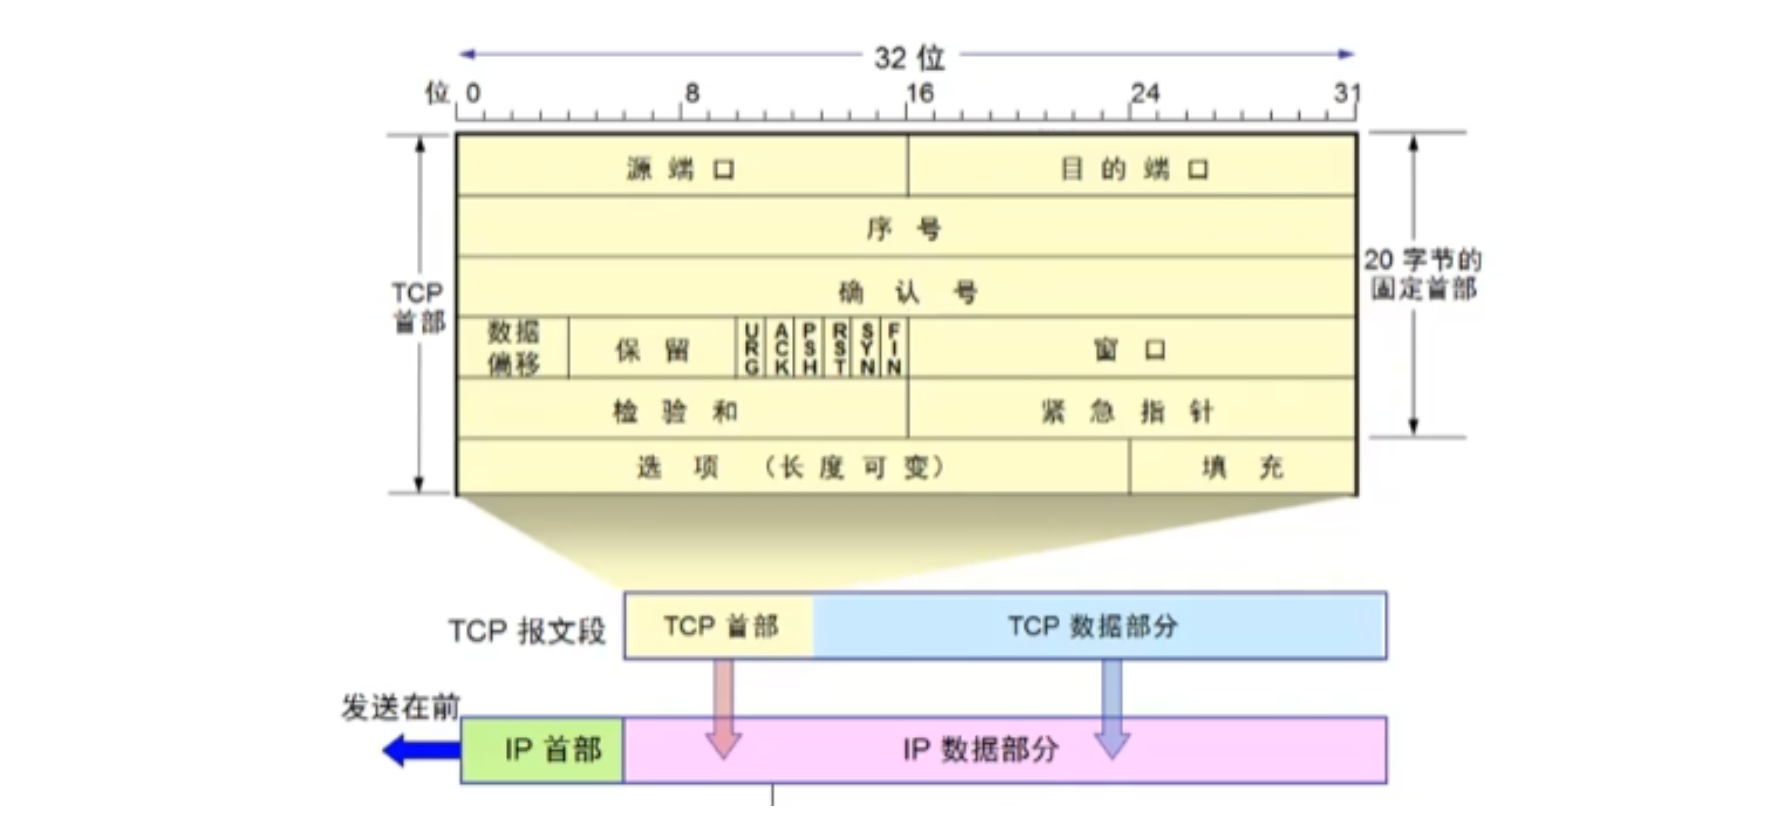 32 位
位 0 8 16 24 31
源端口 目的端口
序号
确认号
20 字节的
固定首部
TCP
首部
数据
偏移
保留 URG ACK PSH RST SYN FIN 窗口
检验和 紧急指针
选项（长度可变） 填充
TCP 报文段 TCP 首部 TCP 数据部分
发送在前
IP 首部 IP 数据部分